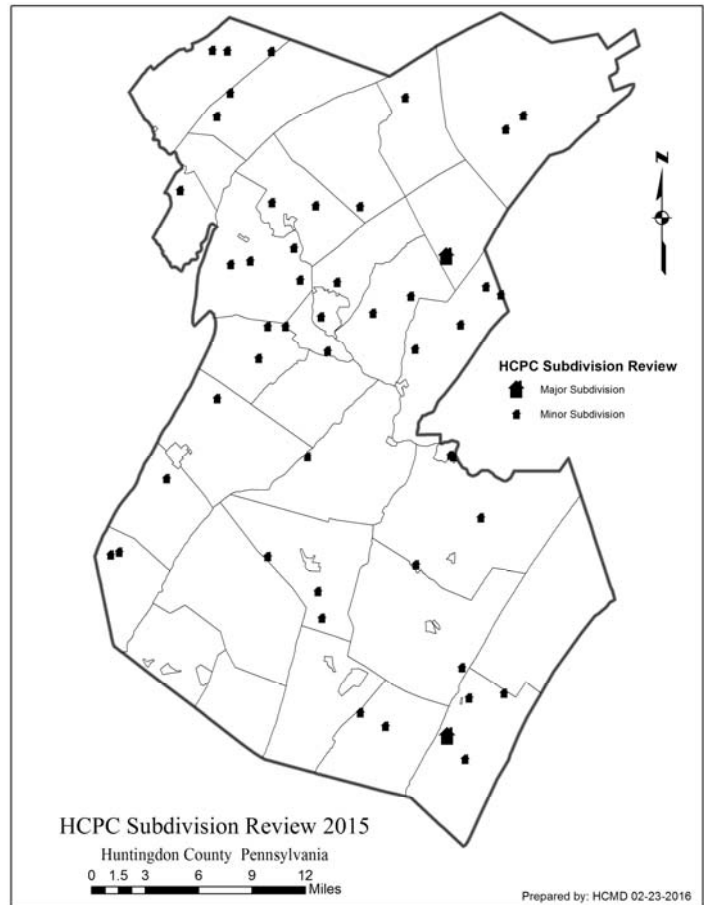 N
HCPC Subdivision Review
Major Subdivision
Minor Subdivision
HCPC Subdivision Review 2015
Huntingdon County Pennsylvania
0 1.5 3 6 9 12
Miles
Prepared by: HCMD 02-23-2016